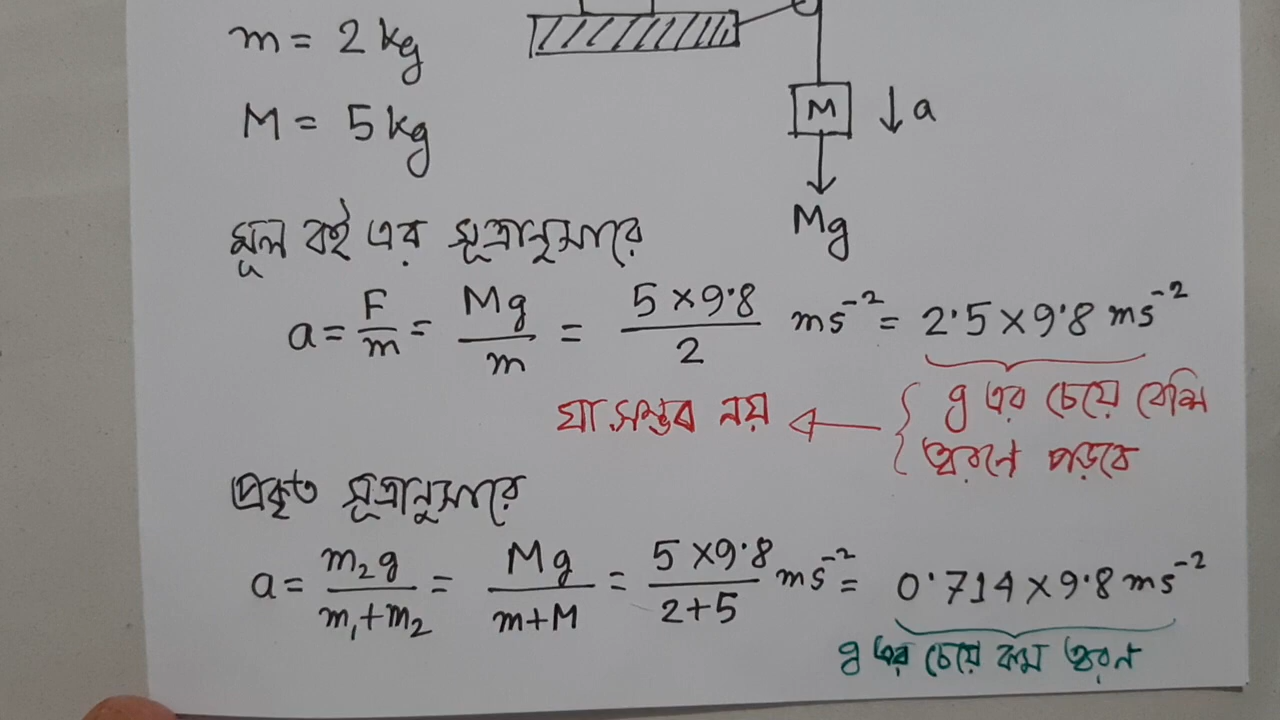 m = 2 kg
M = 5 kg
M ↓ a
Mg
মূল বই এর সূত্রানুসারে
a = F/m = Mg/m = 5 × 9.8/2 ms⁻² = 2.5 × 9.8 ms⁻²
যা সম্ভব নয় ← { g এর চেয়ে বেশি
ত্বরণে পড়বে
প্রকৃত সূত্রানুসারে
a = m₂g/m₁+m₂ = Mg/m+M = 5 × 9.8/2+5 ms⁻² = 0.714 × 9.8 ms⁻²
g এর চেয়ে কম ত্বরণ